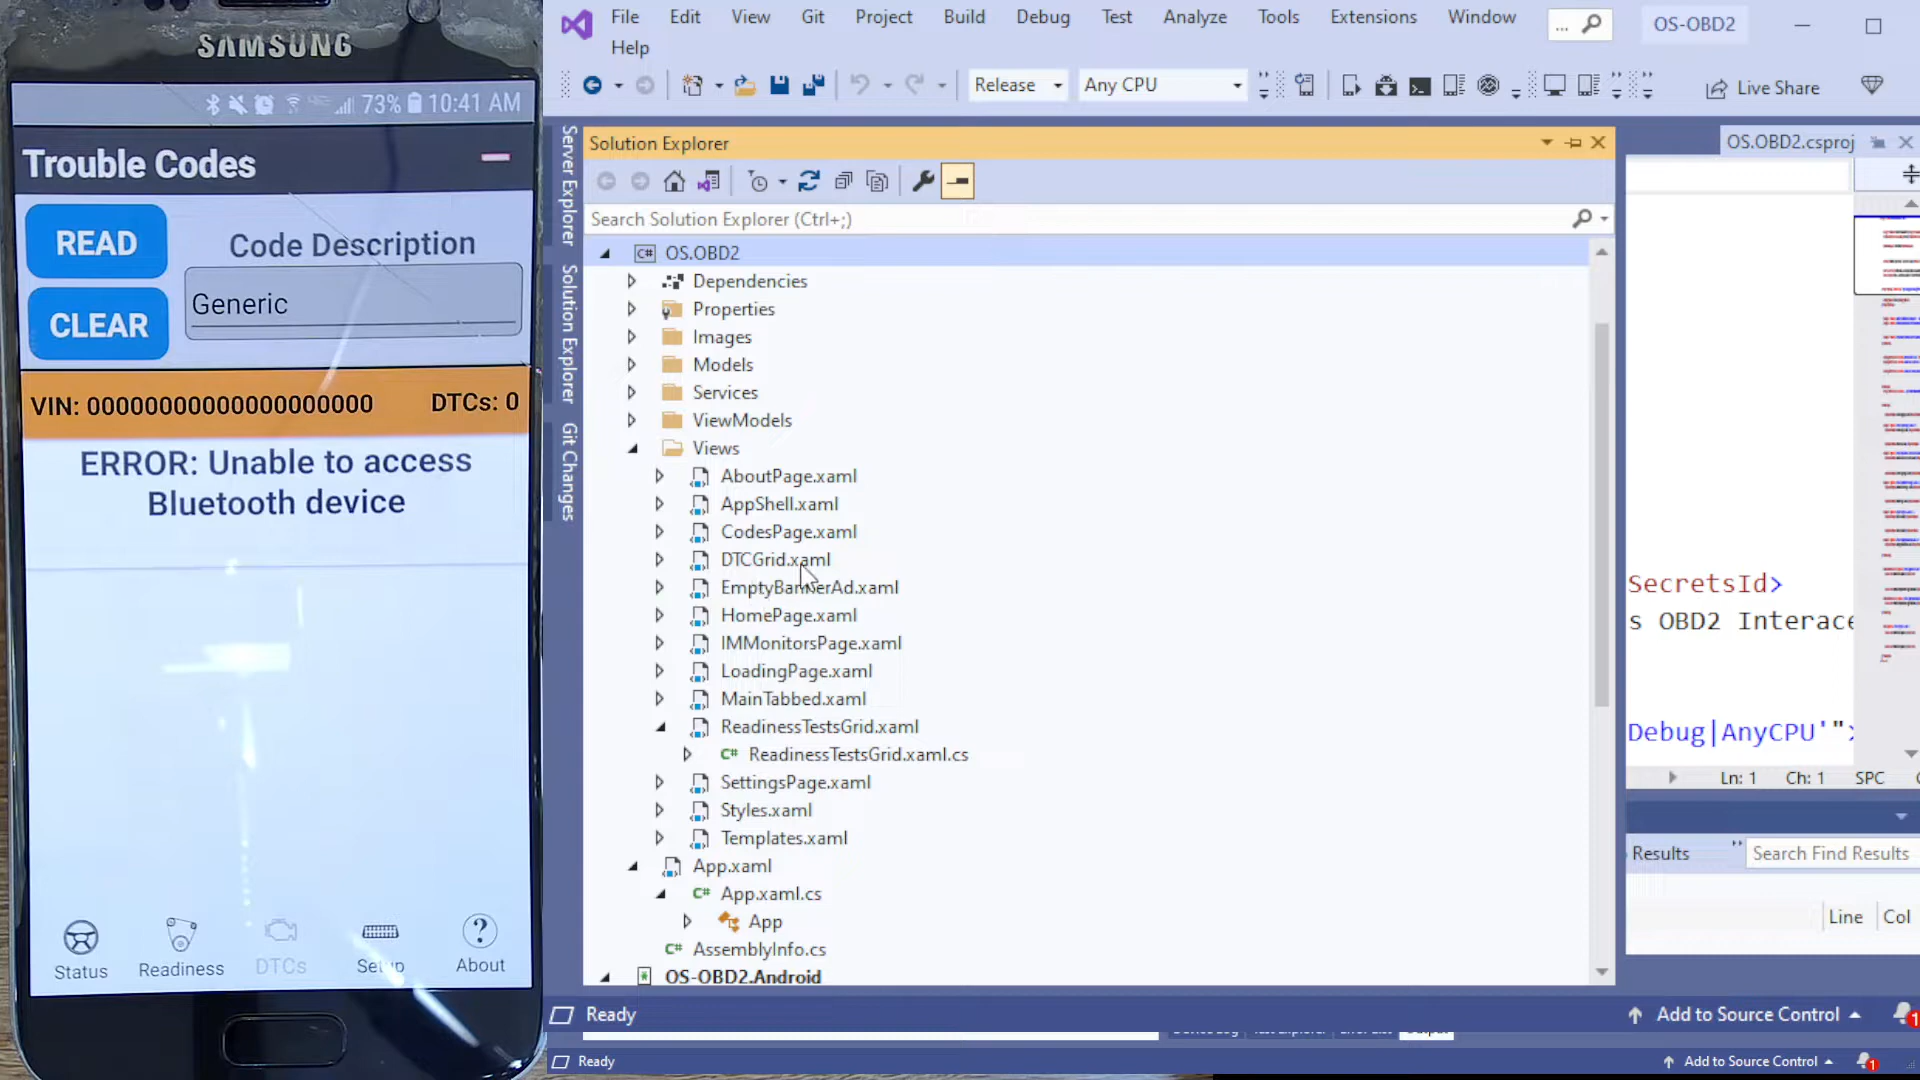 SAMSUNG
73% 10:41 AM
Trouble Codes
READ
CLEAR
Code Description
Generic
VIN: 00000000000000000000 DTCs: 0
ERROR: Unable to access
Bluetooth device
Status
Readiness
DTCs
Setup
About
File Edit View Git Project Build Debug Test Analyze Tools Extensions Window ... OS-OBD2
Help
Release Any CPU Live Share
Server Explorer
Solution Explorer
Git Changes
Solution Explorer
Search Solution Explorer (Ctrl+;)
C# OS.OBD2
Dependencies
Properties
Images
Models
Services
ViewModels
Views
AboutPage.xaml
AppShell.xaml
CodesPage.xaml
DTCGrid.xaml
EmptyBannerAd.xaml
HomePage.xaml
IMMonitorsPage.xaml
LoadingPage.xaml
MainTabbed.xaml
ReadinessTestsGrid.xaml
C# ReadinessTestsGrid.xaml.cs
SettingsPage.xaml
Styles.xaml
Templates.xaml
App.xaml
C# App.xaml.cs
App
C# AssemblyInfo.cs
OS-OBD2.Android
OS.OBD2.csproj
SecretsId>
s OBD2 Interac
Debug|AnyCPU'">
Ln: 1 Ch: 1 SPC
Results Search Find Results
Line Col
Ready Add to Source Control 1
Ready Add to Source Control 1